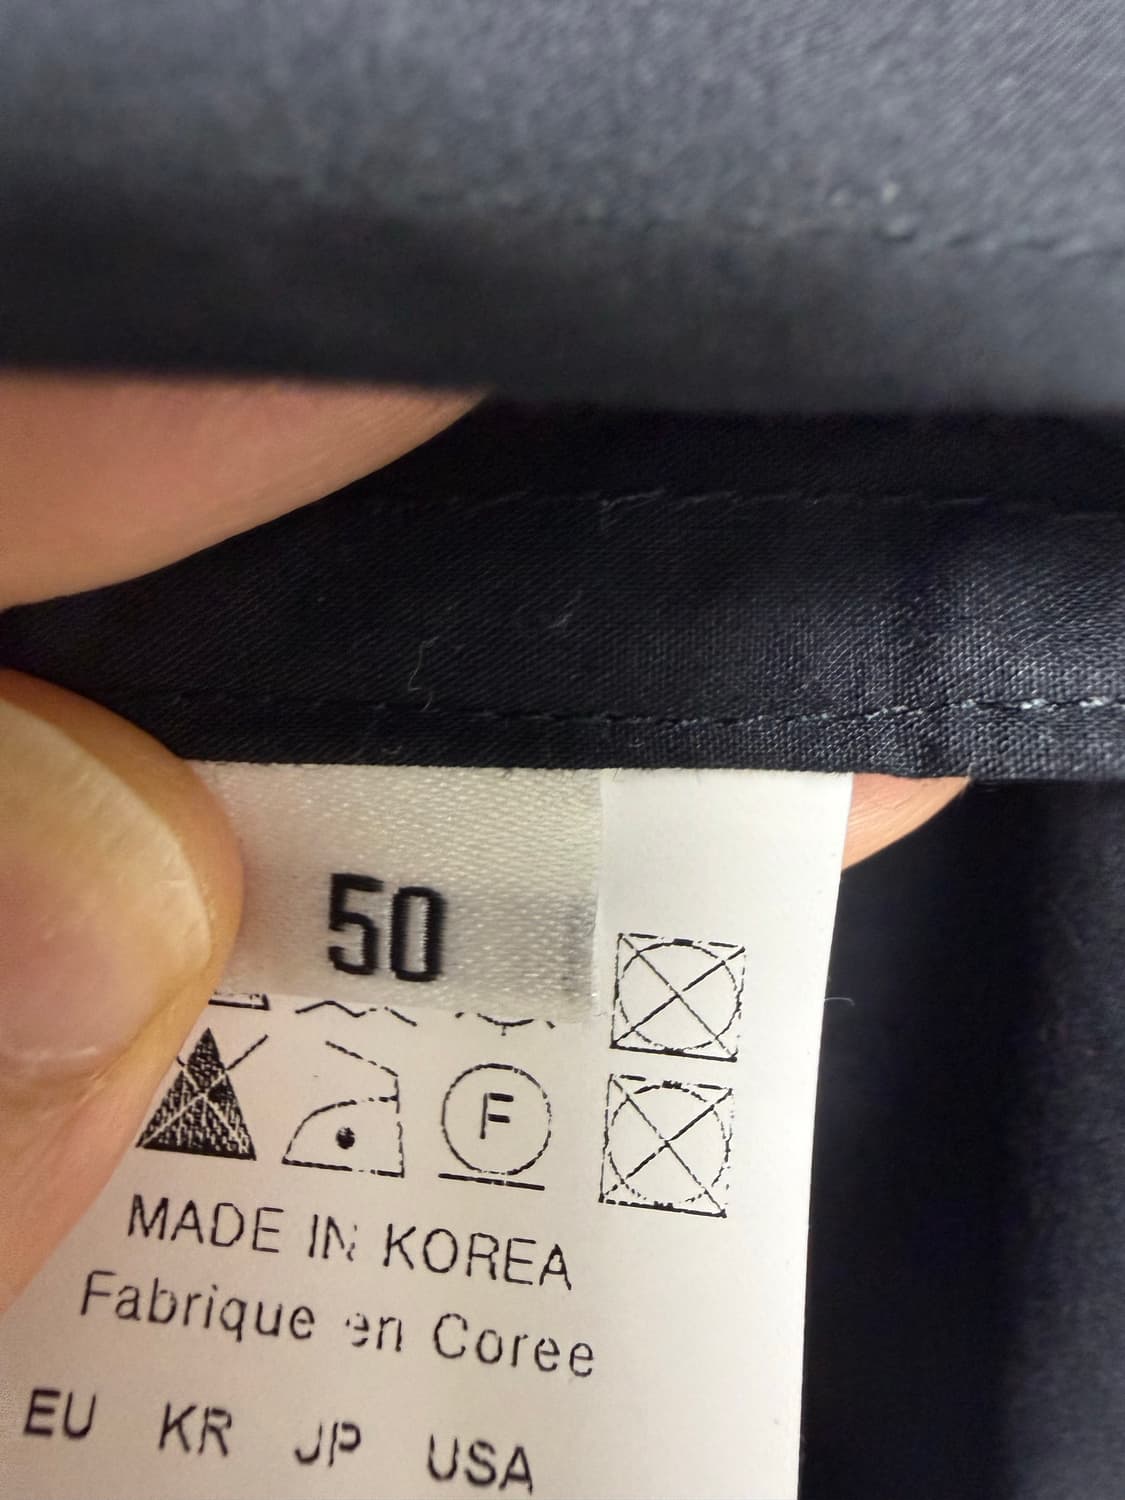 50
F
MADE IN KOREA
Fabrique en Coree
EU KR JP USA